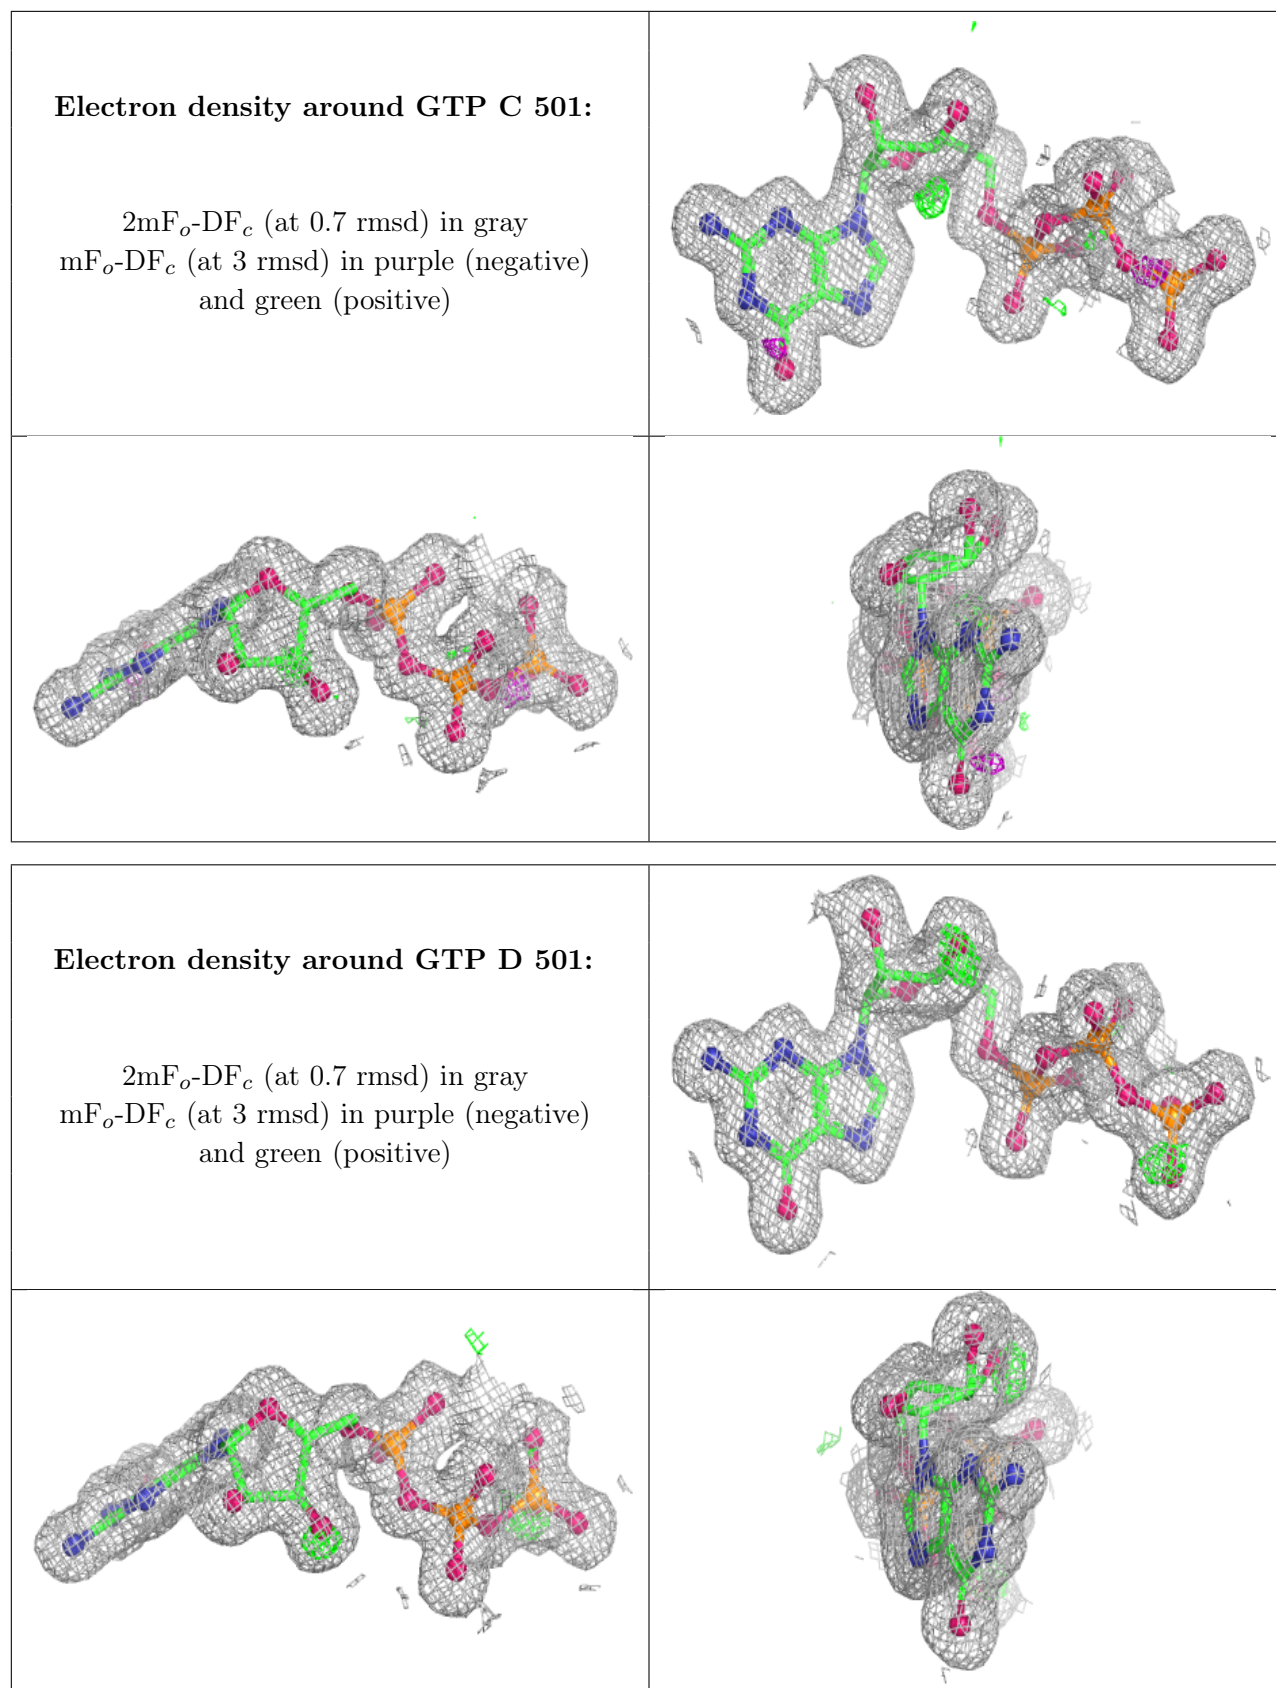 Electron density around GTP C 501:
2mFo-DFc (at 0.7 rmsd) in gray
mFo-DFc (at 3 rmsd) in purple (negative)
and green (positive)
Electron density around GTP D 501:
2mFo-DFc (at 0.7 rmsd) in gray
mFo-DFc (at 3 rmsd) in purple (negative)
and green (positive)